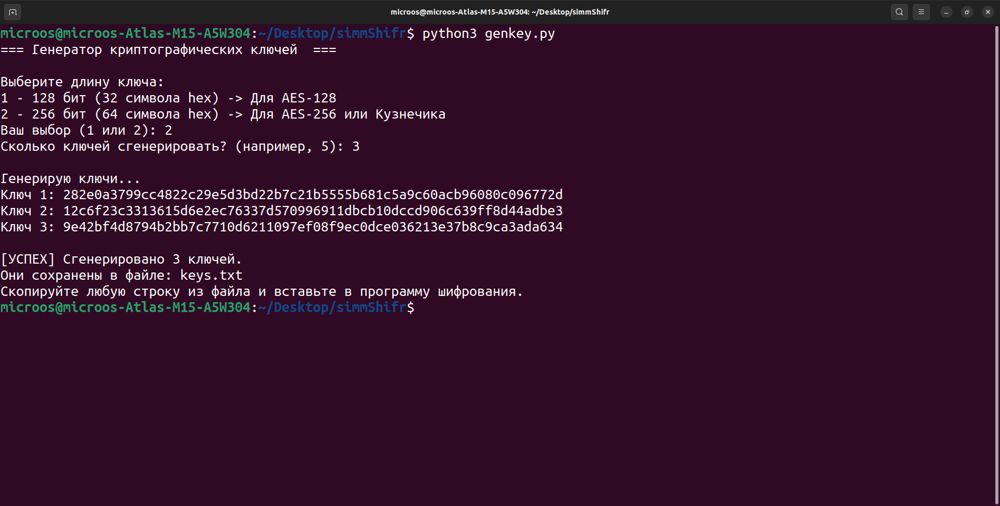 microos@microos-Atlas-M15-A5W304: ~/Desktop/simmShifr
microos@microos-Atlas-M15-A5W304:~/Desktop/simmShifr$ python3 genkey.py
=== Генератор криптографических ключей  ===
Выберите длину ключа:
1 - 128 бит (32 символа hex) -> Для AES-128
2 - 256 бит (64 символа hex) -> Для AES-256 или Кузнечика
Ваш выбор (1 или 2): 2
Сколько ключей сгенерировать? (например, 5): 3
Генерирую ключи...
Ключ 1: 282e0a3799cc4822c29e5d3bd22b7c21b5555b681c5a9c60acb96080c096772d
Ключ 2: 12c6f23c3313615d6e2ec76337d570996911dbcb10dccd906c639ff8d44adbe3
Ключ 3: 9e42bf4d8794b2bb7c7710d6211097ef08f9ec0dce036213e37b8c9ca3ada634
[УСПЕХ] Сгенерировано 3 ключей.
Они сохранены в файле: keys.txt
Скопируйте любую строку из файла и вставьте в программу шифрования.
microos@microos-Atlas-M15-A5W304:~/Desktop/simmShifr$